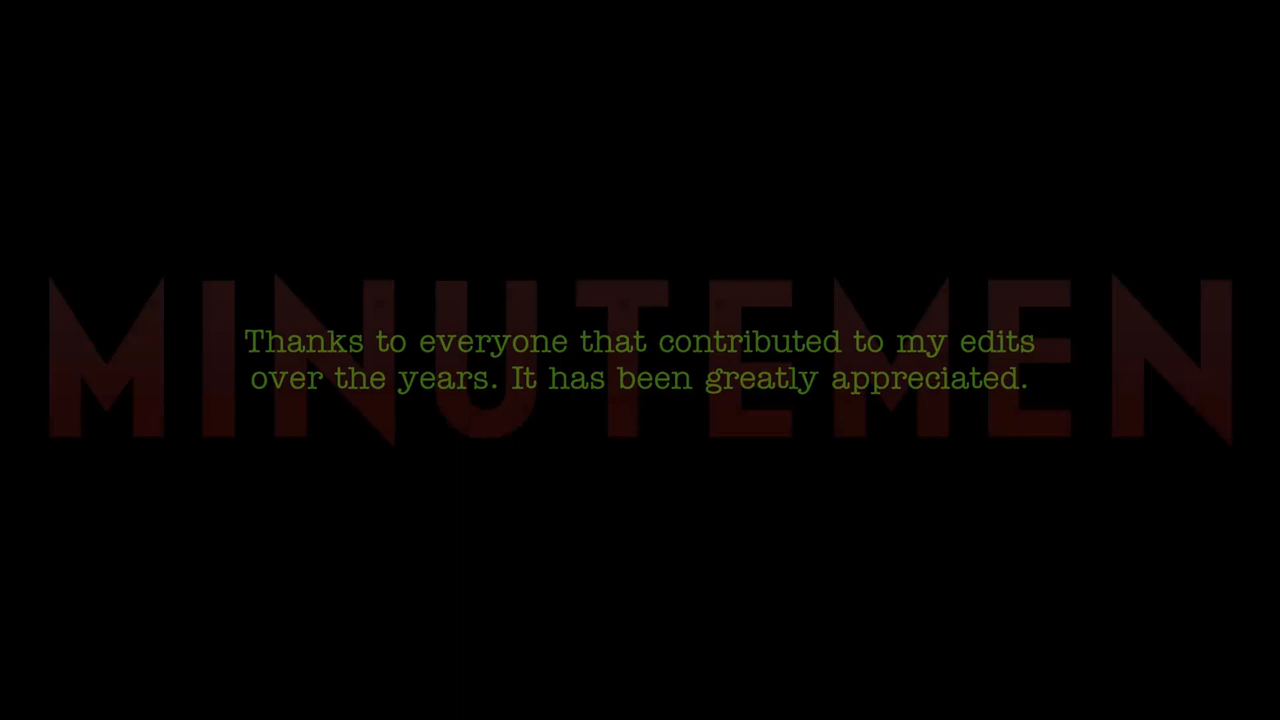 MINUTEMEN
Thanks to everyone that contributed to my edits
over the years. It has been greatly appreciated.